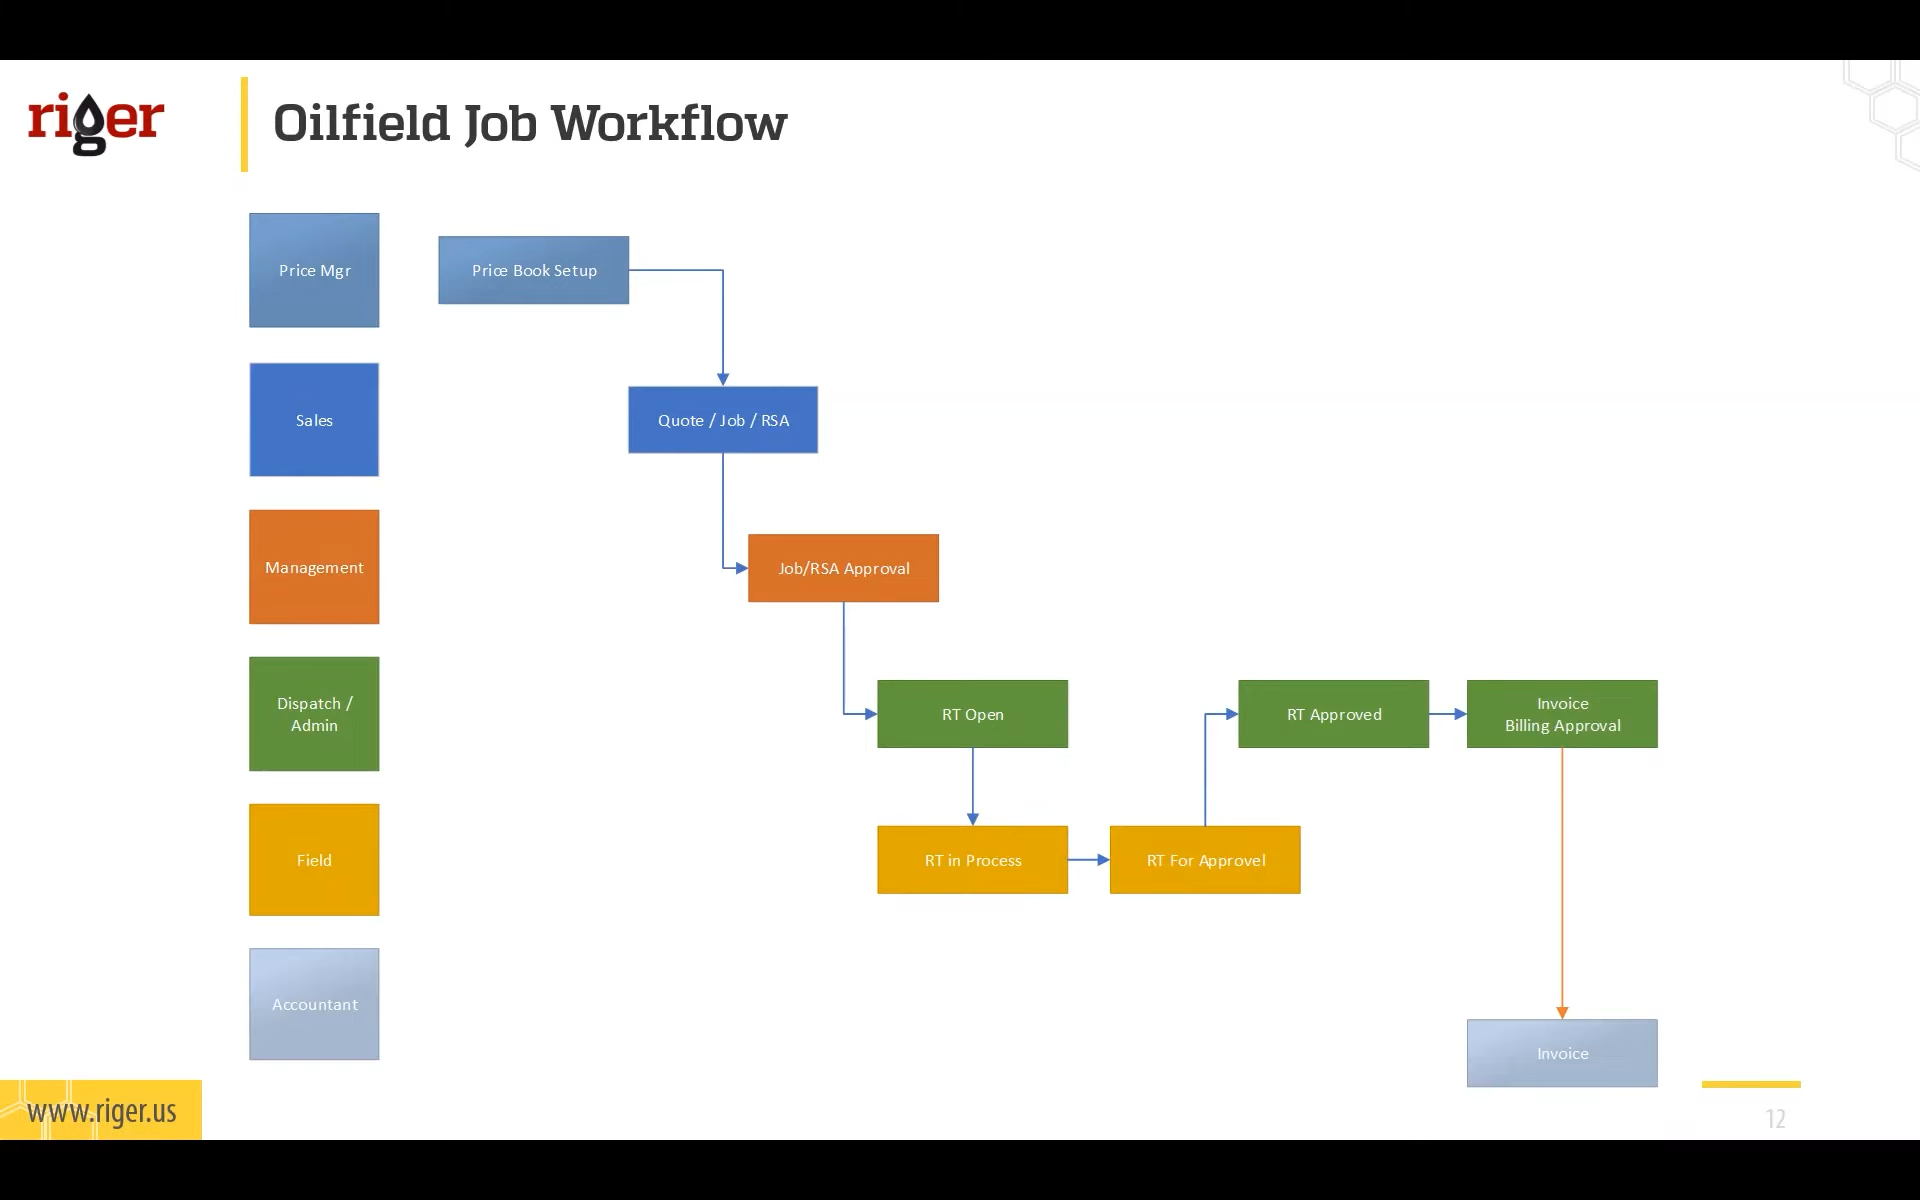 riger
Oilfield Job Workflow
Price Mgr
Price Book Setup
Sales
Quote / Job / RSA
Management
Job/RSA Approval
Dispatch /
Admin
RT Open
RT Approved
Invoice
Billing Approval
Field
RT in Process
RT For Approvel
Accountant
Invoice
www.riger.us
12